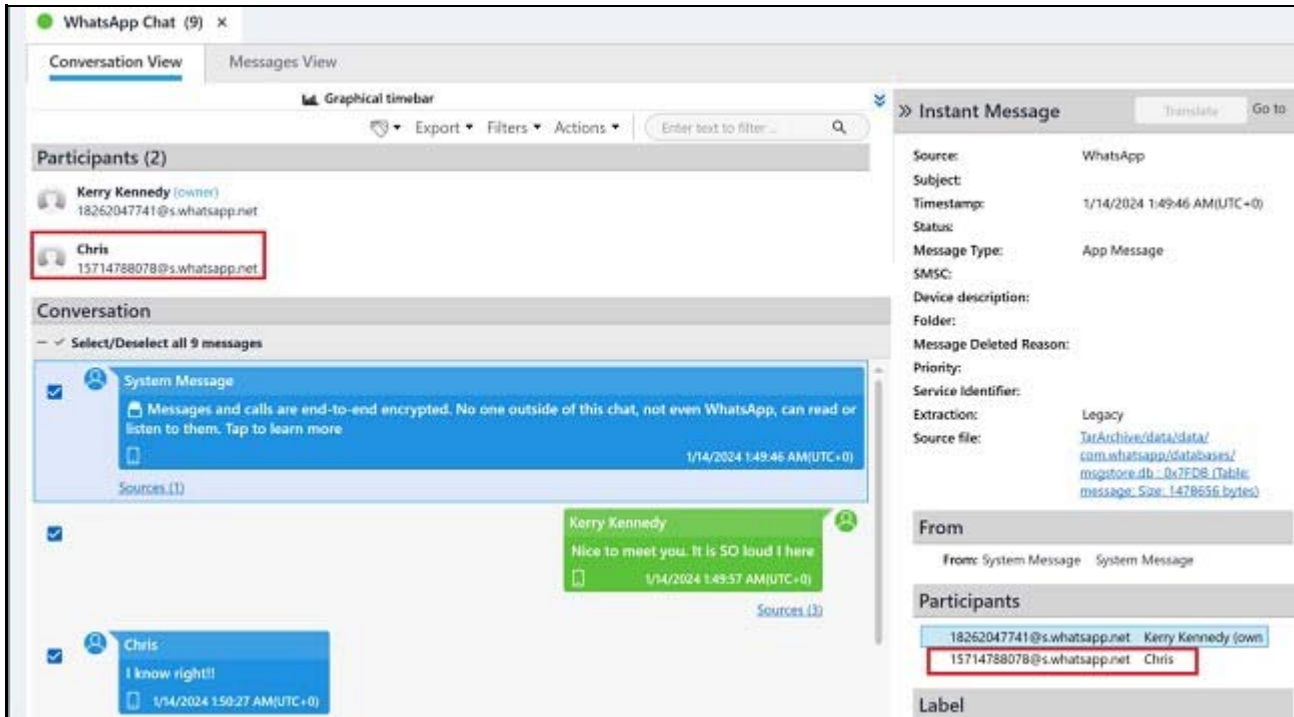 WhatsApp Chat (9) ×
Conversation View Messages View
Graphical timebar
Export Filters Actions Enter text to filter ...
Participants (2)
Kerry Kennedy (owner)
18262047741@s.whatsapp.net
Chris
15714788078@s.whatsapp.net
Conversation
Select/Deselect all 9 messages
System Message
Messages and calls are end-to-end encrypted. No one outside of this chat, not even WhatsApp, can read or
listen to them. Tap to learn more
1/14/2024 1:49:46 AM(UTC+0)
Sources (1)
Kerry Kennedy
Nice to meet you. It is SO loud I here
1/14/2024 1:49:57 AM(UTC+0)
Sources (3)
Chris
I know right!!
1/14/2024 1:50:27 AM(UTC+0)
» Instant Message Translate Go to
Source: WhatsApp
Subject:
Timestamp: 1/14/2024 1:49:46 AM(UTC+0)
Status:
Message Type: App Message
SMSC:
Device description:
Folder:
Message Deleted Reason:
Priority:
Service Identifier:
Extraction: Legacy
Source file: TarArchive/data/data/
com.whatsapp/databases/
msgstore.db : 0x7FDB (Table:
message; Size: 1478656 bytes)
From
From: System Message System Message
Participants
18262047741@s.whatsapp.net Kerry Kennedy (own
15714788078@s.whatsapp.net Chris
Label